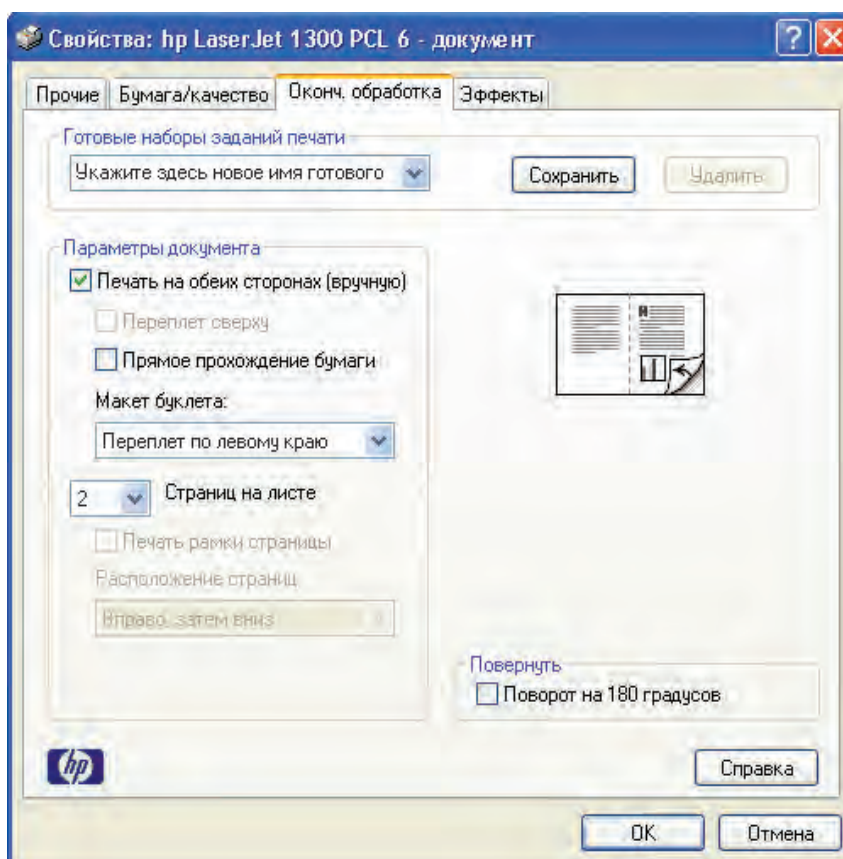 Свойства: hp LaserJet 1300 PCL 6 - документ
Прочие Бумага/качество Оконч. обработка Эффекты
Готовые наборы заданий печати
Укажите здесь новое имя готового Сохранить Удалить
Параметры документа
Печать на обеих сторонах (вручную)
Переплет сверху
Прямое прохождение бумаги
Макет буклета:
Переплет по левому краю
2 Страниц на листе
Печать рамки страницы
Расположение страниц
Вправо, затем вниз
Повернуть
Поворот на 180 градусов
hp
Справка
OK Отмена